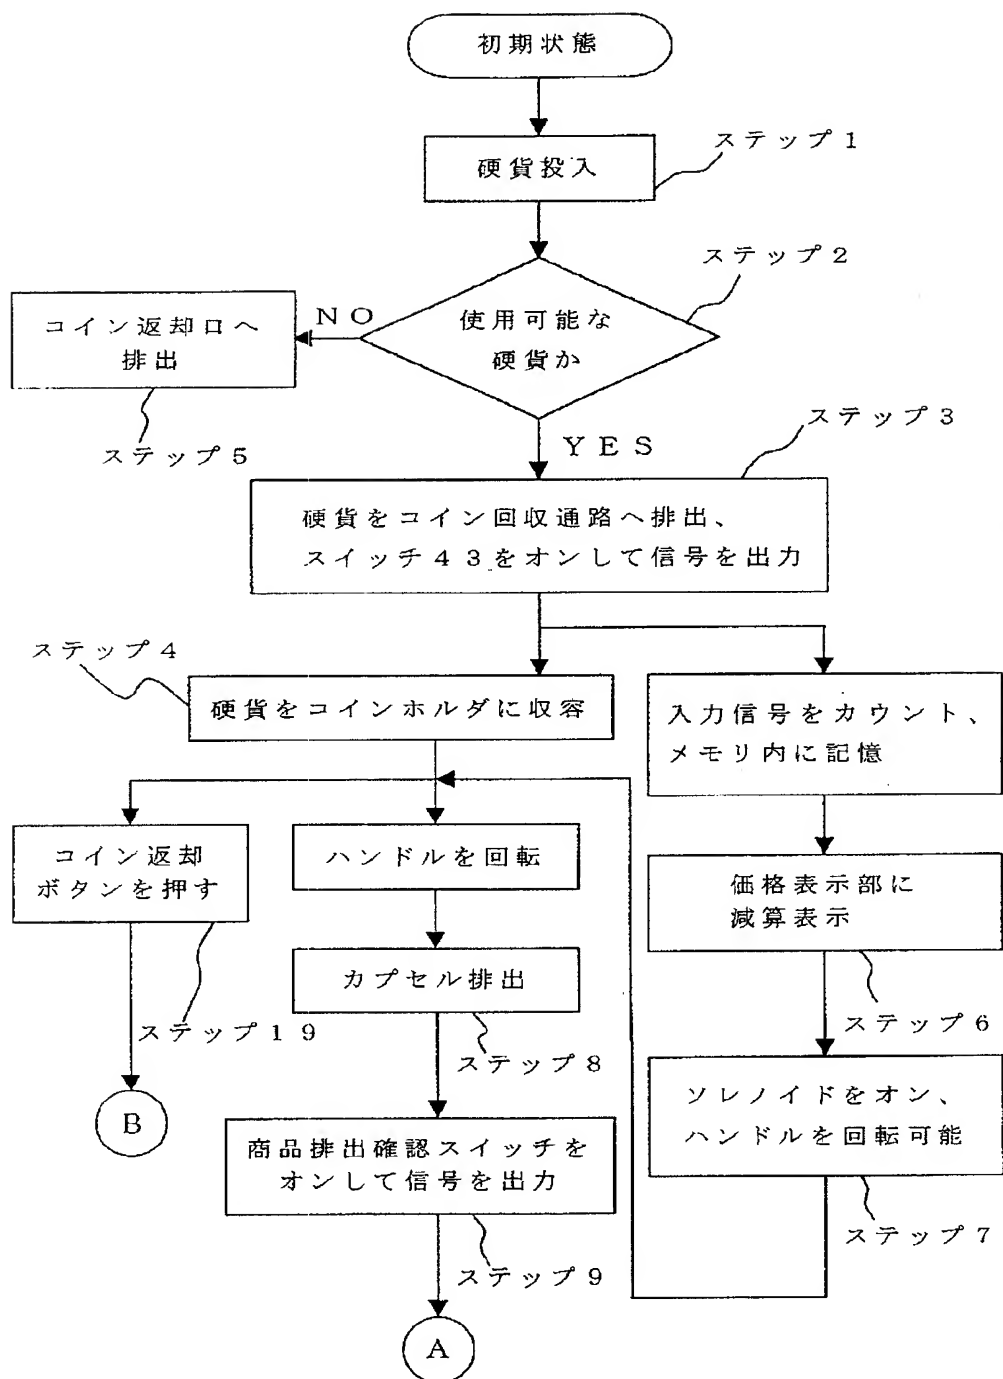 初期状態
ステップ１
硬貨投入
ステップ２
使用可能な
硬貨か
ＮＯ
コイン返却口へ
排出
ステップ５
ＹＥＳ
ステップ３
硬貨をコイン回収通路へ排出、
スイッチ４３をオンして信号を出力
ステップ４
硬貨をコインホルダに収容
入力信号をカウント、
メモリ内に記憶
コイン返却
ボタンを押す
ハンドルを回転
価格表示部に
減算表示
カプセル排出
ステップ６
ステップ１９
ステップ８
B
ソレノイドをオン、
ハンドルを回転可能
商品排出確認スイッチを
オンして信号を出力
ステップ７
ステップ９
A